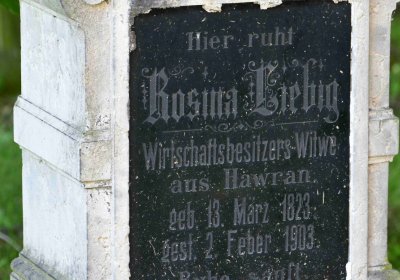 Hier ruht
Rosina Liebig
Wirtschaftsbesitzers-Witwe
aus Hawran
geb. 13. März 1823.
gest. 2. Feber 1903.